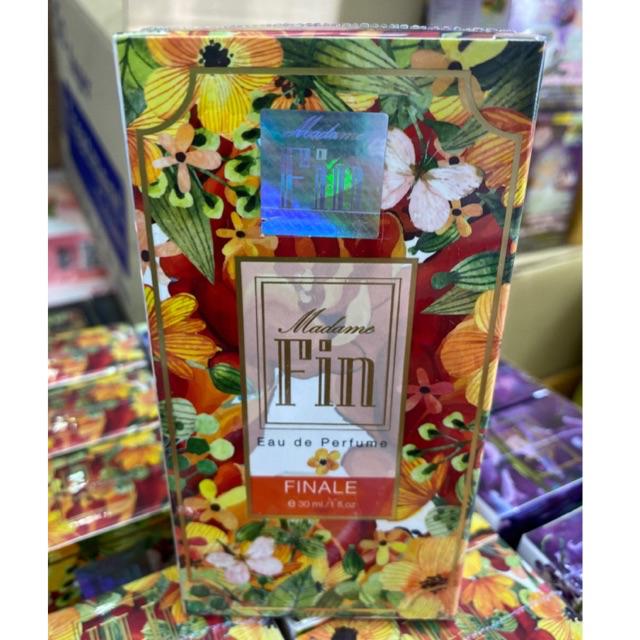 Madame
Fin
Madame
Fin
Eau de Perfume
FINALE
e 30 ml./1 fl.oz